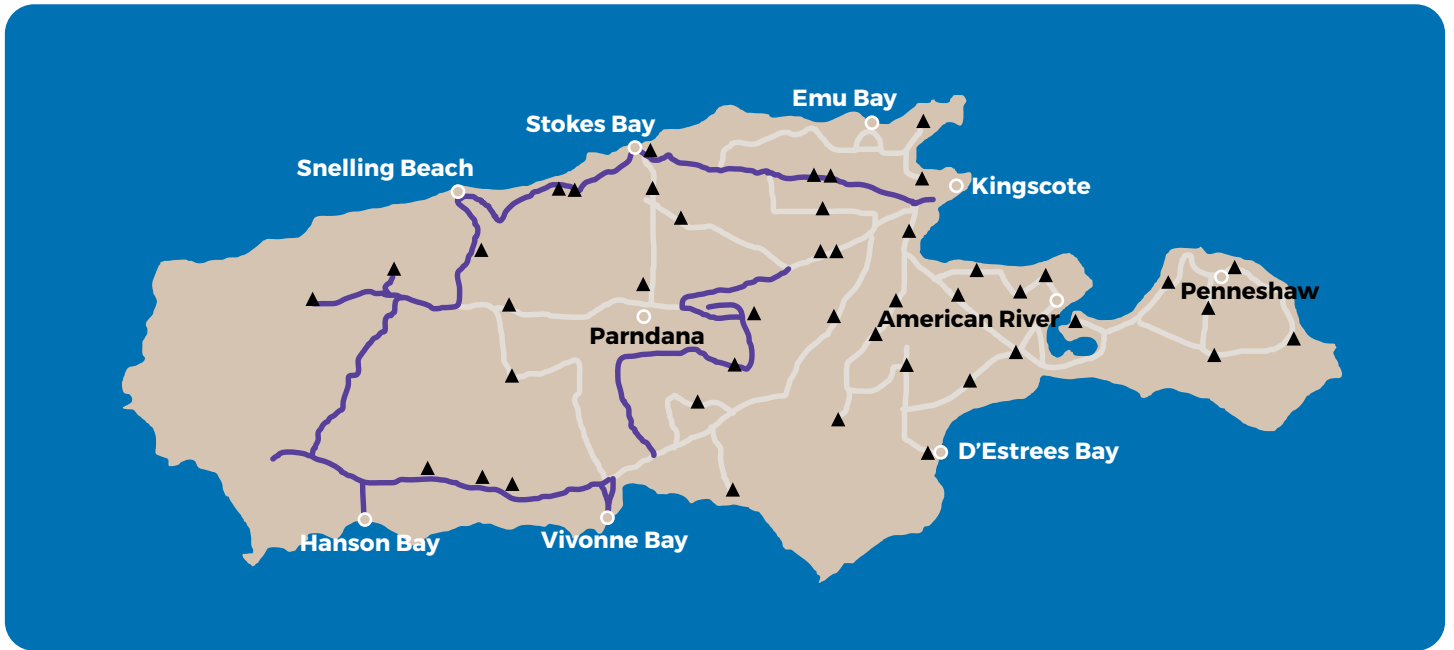 Emu Bay
Stokes Bay
Snelling Beach
Kingscote
Penneshaw
American River
Parndana
D'Estrees Bay
Hanson Bay
Vivonne Bay